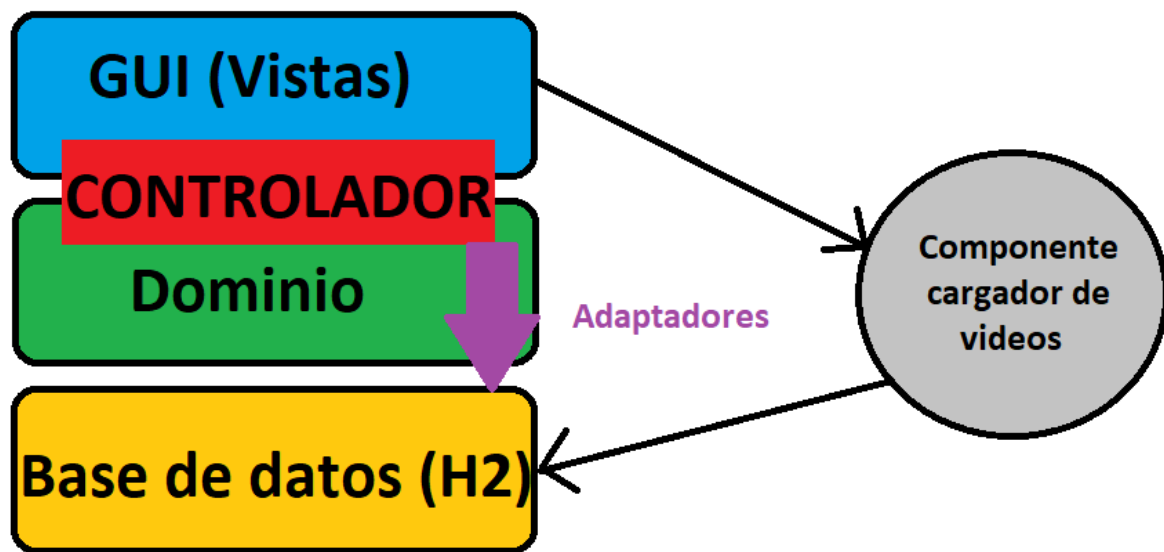 GUI (Vistas)
CONTROLADOR
Dominio
Adaptadores
Base de datos (H2)
Componente
cargador de
videos